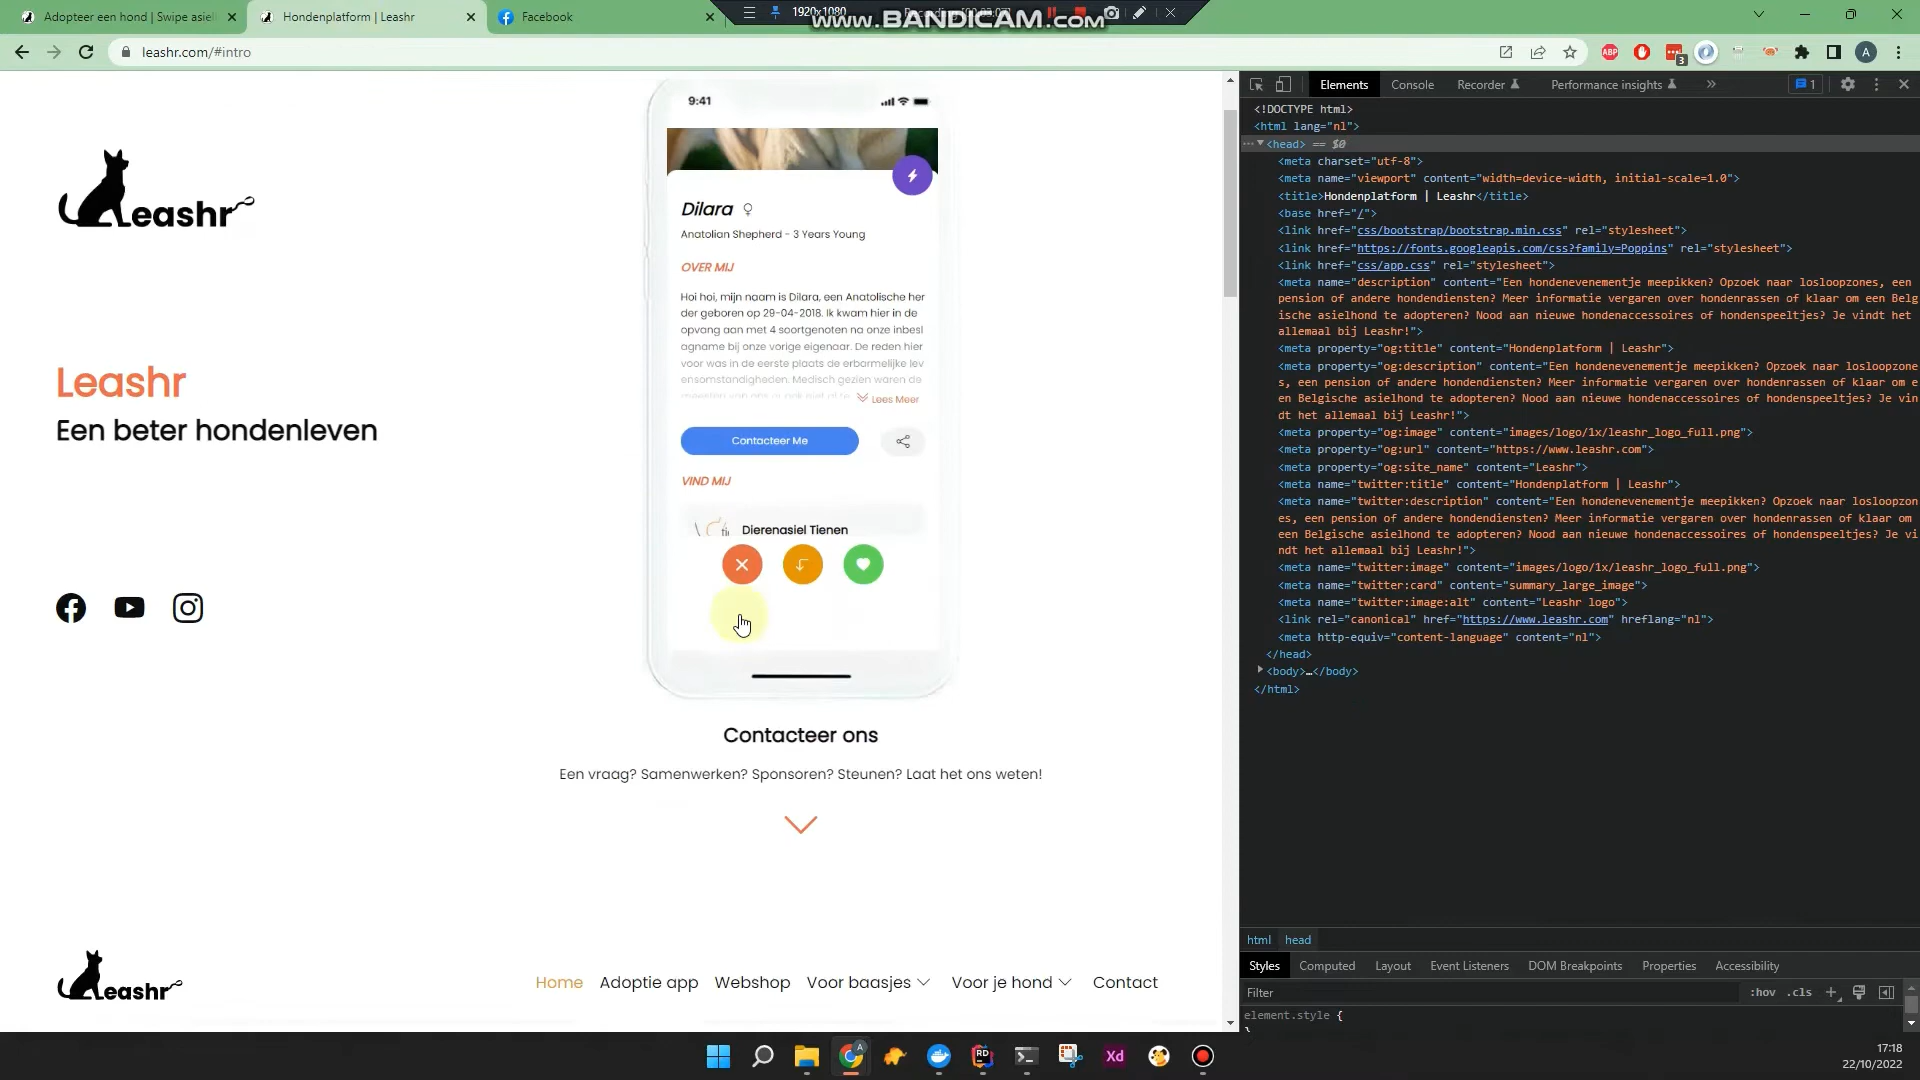 Adopteer een hond | Swipe asiel
Hondenplatform | Leashr
Facebook
1920x1080
www.BANDICAM.com
leashr.com/#intro
ABP
3
A
9:41
Leashr
Leashr
Een beter hondenleven
Dilara ♀
Anatolian Shepherd - 3 Years Young
OVER MIJ
Hoi hoi, mijn naam is Dilara, een Anatolische her
der geboren op 29-04-2018. Ik kwam hier in de
opvang aan met 4 soortgenoten na onze inbesl
agname bij onze vorige eigenaar. De reden hier
voor was in de eerste plaats de erbarmelijke lev
ensomstandigheden. Medisch gezien waren de
Lees Meer
Contacteer Me
VIND MIJ
Dierenasiel Tienen
Contacteer ons
Een vraag? Samenwerken? Sponsoren? Steunen? Laat het ons weten!
Leashr
Home Adoptie app Webshop Voor baasjes Voor je hond Contact
Elements Console Recorder Performance insights » 1
<!DOCTYPE html>
<html lang="nl">
<head> == $0
<meta charset="utf-8">
<meta name="viewport" content="width=device-width, initial-scale=1.0">
<title>Hondenplatform | Leashr</title>
<base href="/">
<link href="css/bootstrap/bootstrap.min.css" rel="stylesheet">
<link href="https://fonts.googleapis.com/css?family=Poppins" rel="stylesheet">
<link href="css/app.css" rel="stylesheet">
<meta name="description" content="Een hondenevenementje meepikken? Opzoek naar losloopzones, een
pension of andere hondendiensten? Meer informatie vergaren over hondenrassen of klaar om een Belg
ische asielhond te adopteren? Nood aan nieuwe hondenaccessoires of hondenspeeltjes? Je vindt het
allemaal bij Leashr!">
<meta property="og:title" content="Hondenplatform | Leashr">
<meta property="og:description" content="Een hondenevenementje meepikken? Opzoek naar losloopzone
s, een pension of andere hondendiensten? Meer informatie vergaren over hondenrassen of klaar om e
en Belgische asielhond te adopteren? Nood aan nieuwe hondenaccessoires of hondenspeeltjes? Je vin
dt het allemaal bij Leashr!">
<meta property="og:image" content="images/logo/1x/leashr_logo_full.png">
<meta property="og:url" content="https://www.leashr.com">
<meta property="og:site_name" content="Leashr">
<meta name="twitter:title" content="Hondenplatform | Leashr">
<meta name="twitter:description" content="Een hondenevenementje meepikken? Opzoek naar losloopzon
es, een pension of andere hondendiensten? Meer informatie vergaren over hondenrassen of klaar om
een Belgische asielhond te adopteren? Nood aan nieuwe hondenaccessoires of hondenspeeltjes? Je vi
ndt het allemaal bij Leashr!">
<meta name="twitter:image" content="images/logo/1x/leashr_logo_full.png">
<meta name="twitter:card" content="summary_large_image">
<meta name="twitter:image:alt" content="Leashr logo">
<link rel="canonical" href="https://www.leashr.com" hreflang="nl">
<meta http-equiv="content-language" content="nl">
</head>
<body>…</body>
</html>
html head
Styles Computed Layout Event Listeners DOM Breakpoints Properties Accessibility
Filter :hov .cls
element.style {
}
A RD Xd
17:18
22/10/2022